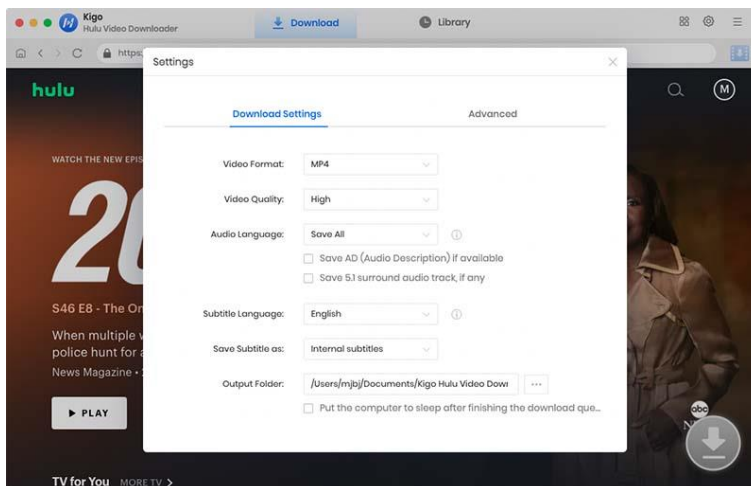 Kigo
Hulu Video Downloader
Download
Library
https:
Settings
hulu
M
Download Settings
Advanced
WATCH THE NEW EPIS
Video Format:
MP4
20
Video Quality:
High
Audio Language:
Save All
Save AD (Audio Description) if available
Save 5.1 surround audio track, if any
S46 E8 - The On
Subtitle Language:
English
When multiple v
police hunt for a
Save Subtitle as:
Internal subtitles
News Magazine •
Output Folder:
/Users/mjbj/Documents/Kigo Hulu Video Down
...
Put the computer to sleep after finishing the download que...
PLAY
abc
TV for You MORE TV >